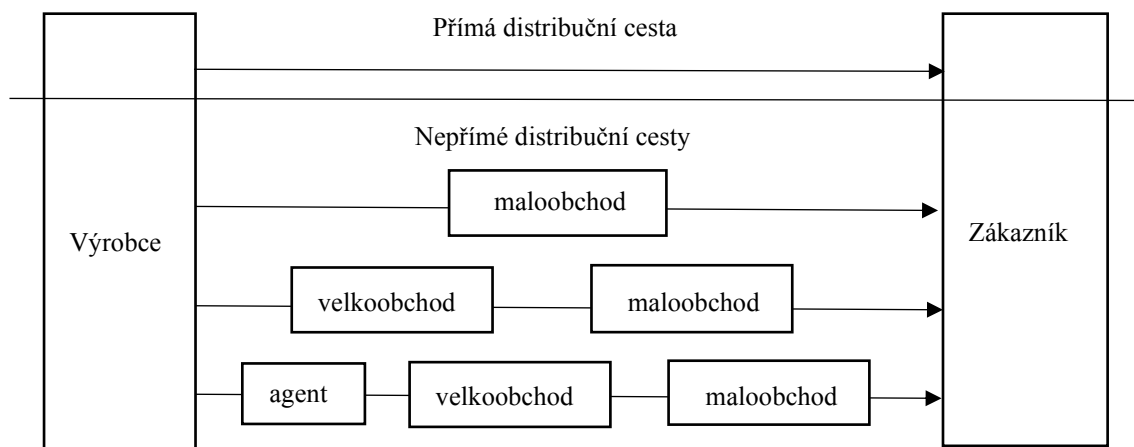 Přímá distribuční cesta
Nepřímé distribuční cesty
maloobchod
Výrobce
Zákazník
velkoobchod
maloobchod
agent
velkoobchod
maloobchod